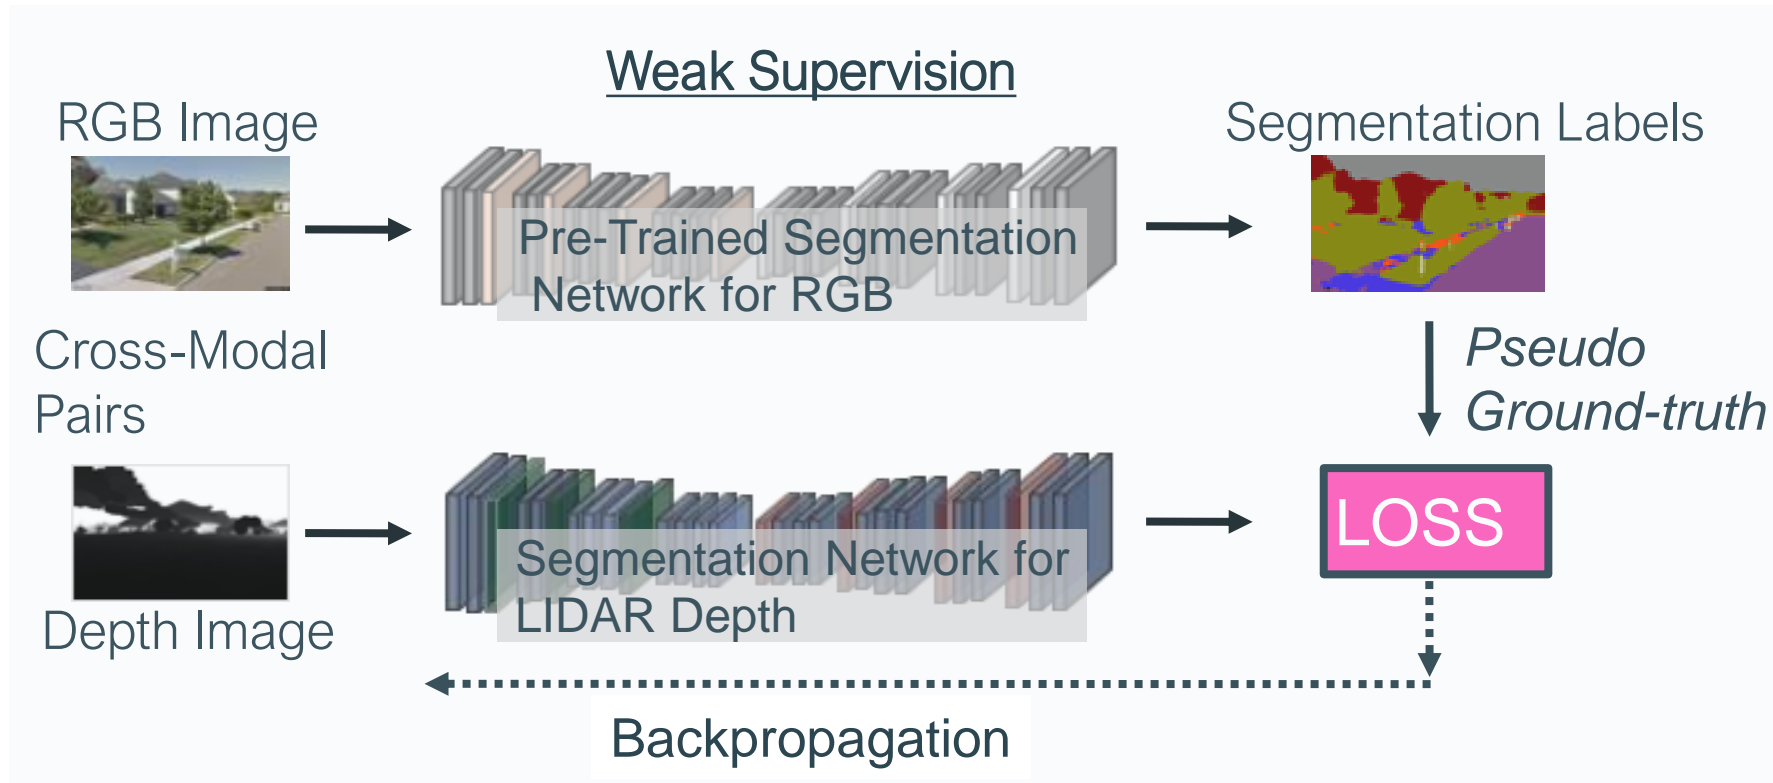 Weak Supervision
RGB Image
Segmentation Labels
Pre-Trained Segmentation
Network for RGB
Cross-Modal
Pairs
Pseudo
Ground-truth
LOSS
Segmentation Network for
LIDAR Depth
Depth Image
Backpropagation